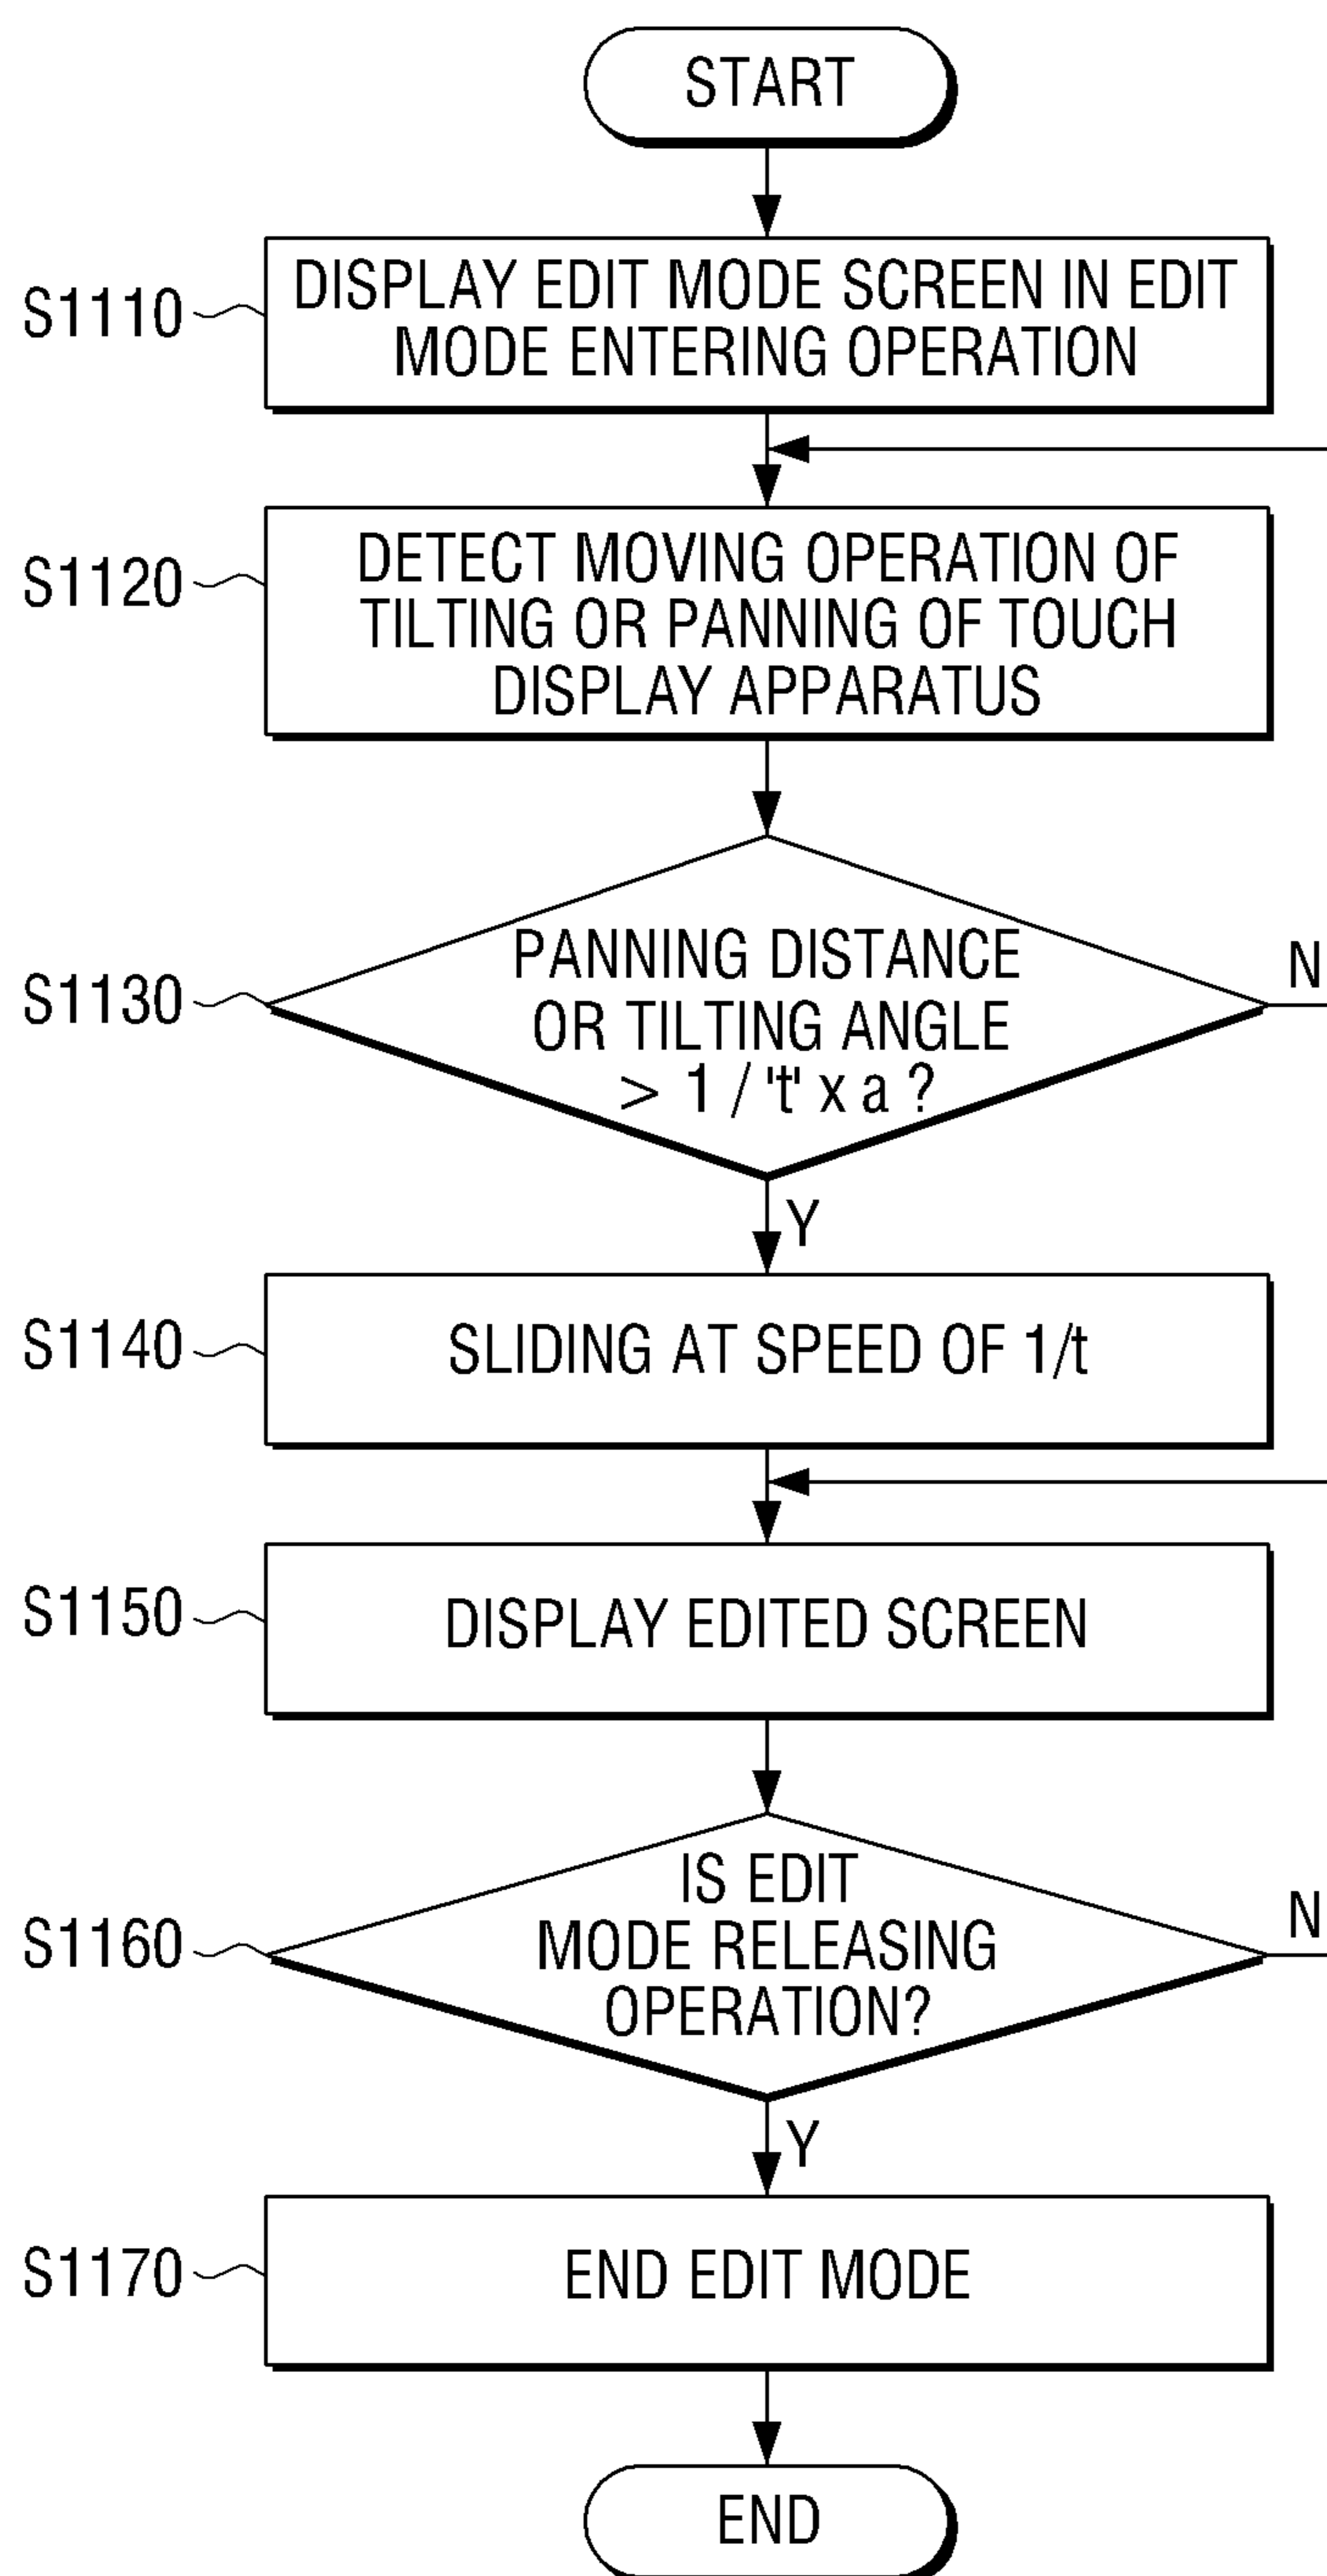 START
S1110
DISPLAY EDIT MODE SCREEN IN EDIT
MODE ENTERING OPERATION
S1120
DETECT MOVING OPERATION OF
TILTING OR PANNING OF TOUCH
DISPLAY APPARATUS
S1130
PANNING DISTANCE
OR TILTING ANGLE
> 1 / 't' x a ?
N
Y
S1140
SLIDING AT SPEED OF 1/t
S1150
DISPLAY EDITED SCREEN
S1160
IS EDIT
MODE RELEASING
OPERATION?
N
Y
S1170
END EDIT MODE
END